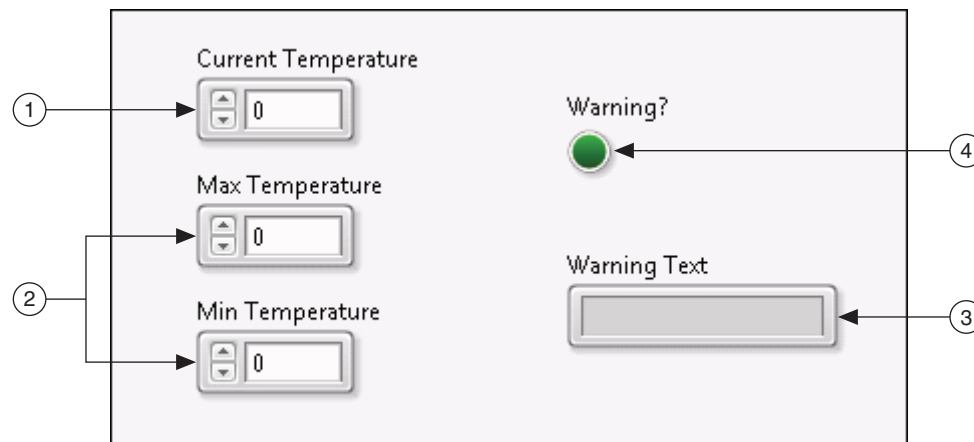 Current Temperature
1
0
Warning?
4
Max Temperature
0
2
Warning Text
3
Min Temperature
0